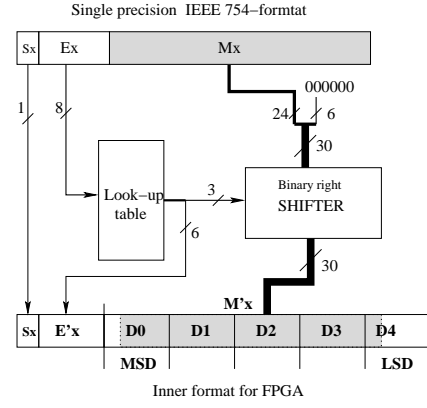 Single precision IEEE 754–formtat
Sx Ex Mx
000000
1 8 24 6
30
Look–up table
3
6
Binary right SHIFTER
30
M'x
Sx E'x D0 D1 D2 D3 D4
MSD LSD
Inner format for FPGA